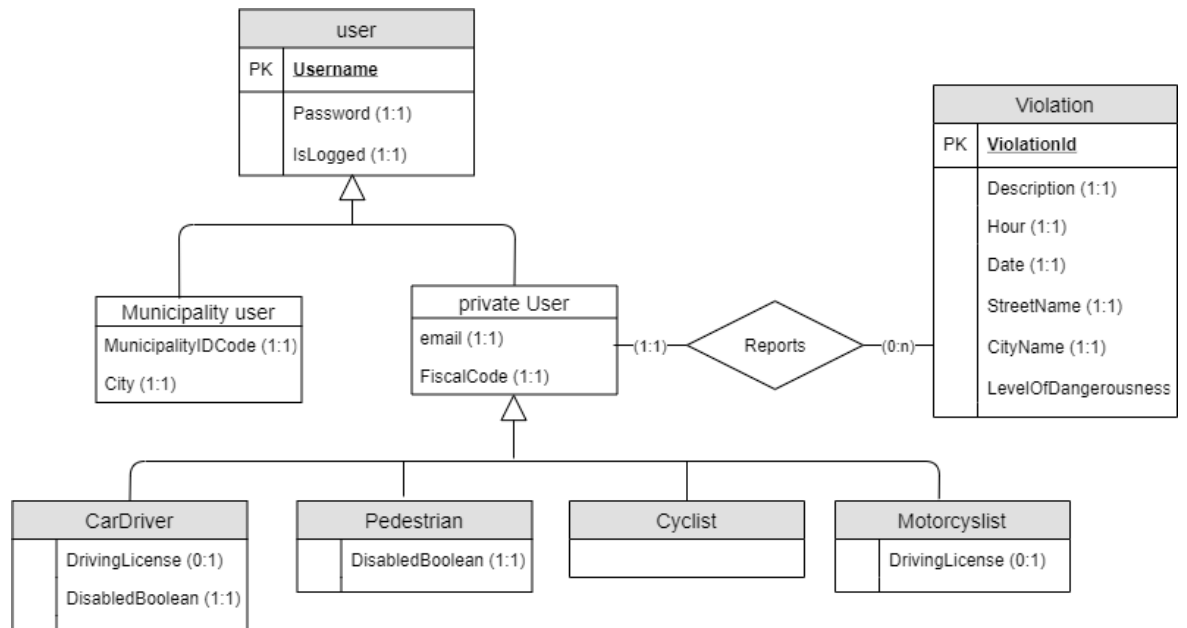 user
PK Username
Password (1:1)
IsLogged (1:1)
Violation
PK ViolationId
Description (1:1)
Hour (1:1)
Date (1:1)
StreetName (1:1)
CityName (1:1)
LevelOfDangerousness
Municipality user
MunicipalityIDCode (1:1)
City (1:1)
private User
email (1:1)
FiscalCode (1:1)
(1:1) Reports (0:n)
CarDriver
DrivingLicense (0:1)
DisabledBoolean (1:1)
Pedestrian
DisabledBoolean (1:1)
Cyclist
Motorcyslist
DrivingLicense (0:1)